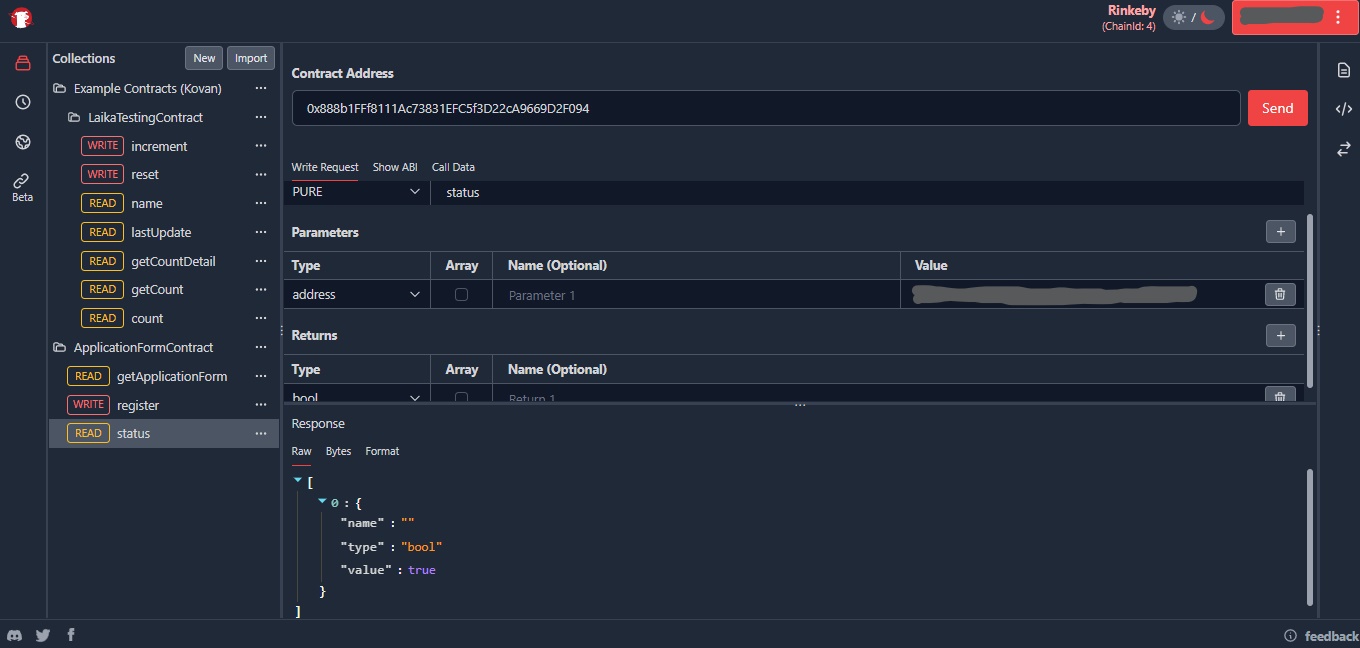 Rinkeby
(ChainId: 4)
/
Collections
New
Import
Example Contracts (Kovan)
LaikaTestingContract
WRITE increment
WRITE reset
READ name
READ lastUpdate
READ getCountDetail
READ getCount
READ count
ApplicationFormContract
READ getApplicationForm
WRITE register
READ status
Beta
Contract Address
0x888b1FFf8111Ac73831EFC5f3D22cA9669D2F094
Send
Write Request Show ABI Call Data
PURE status
Parameters +
Type Array Name (Optional) Value
address Parameter 1
Returns +
Type Array Name (Optional)
bool Return 1
Response
Raw Bytes Format
[
0 : {
"name" : ""
"type" : "bool"
"value" : true
}
]
feedback